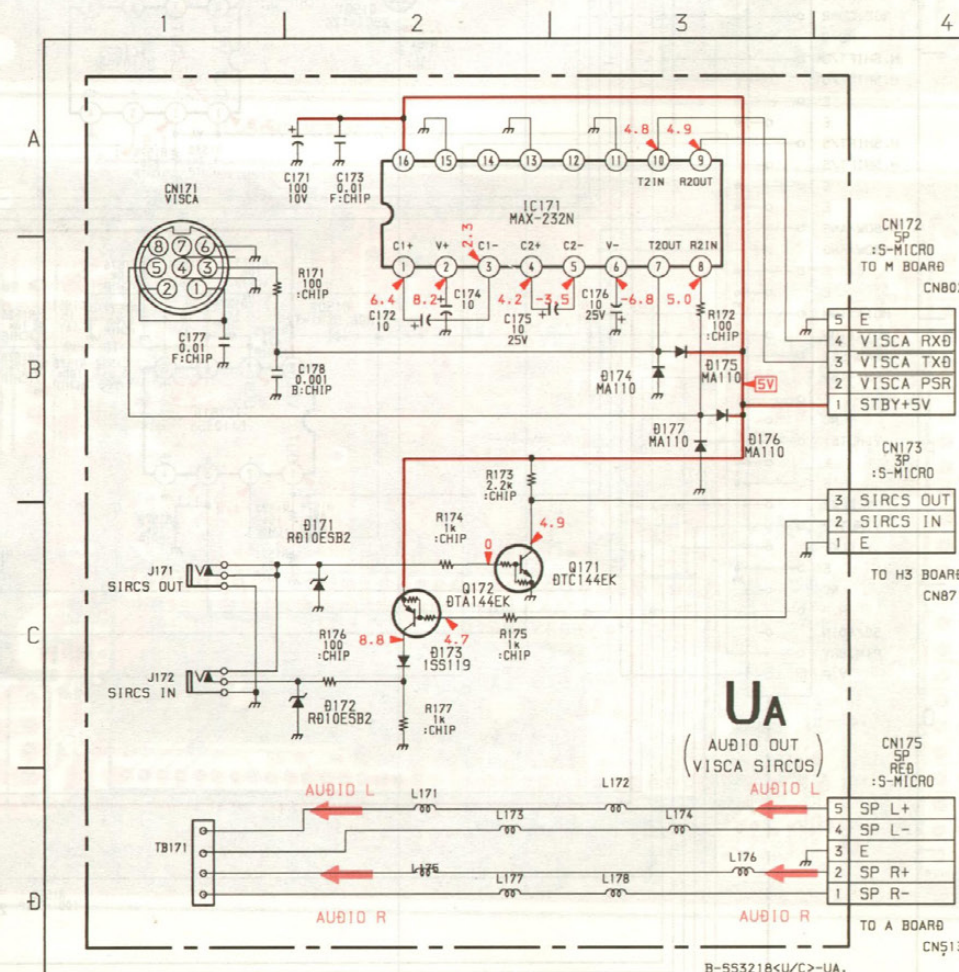 1 2 3 4
A
B
C
D
CN171
VISCA
8 7 6
5 4 3
2 1
C171
100
10V
C173
0.01
F:CHIP
16 15 14 13 12 11 10 9
4.8 4.9
T2IN R2OUT
IC171
MAX-232N
C1+ V+ C1- C2+ C2- V- T2OUT R2IN
2.3
1 2 3 4 5 6 7 8
6.4 8.2 4.2 -3.5 -6.8 5.0
R171
100
:CHIP
C172
10
C174
10
C175
10
25V
C176
10
25V
R172
100
:CHIP
C177
0.01
F:CHIP
C178
0.001
B:CHIP
D174
MA110
D175
MA110
5V
D177
MA110
D176
MA110
CN172
5P
:S-MICRO
TO M BOARD
5 E
4 VISCA RXD
3 VISCA TXD
2 VISCA PSR
1 STBY+5V
CN173
3P
:S-MICRO
3 SIRCS OUT
2 SIRCS IN
1 E
TO H3 BOARD
R173
2.2k
:CHIP
R174
1k
:CHIP
D171
RD10ESB2
0
4.9
Q171
DTC144EK
J171
SIRCS OUT
Q172
DTA144EK
R176
100
:CHIP
8.8
4.7
D173
1SS119
R175
1k
:CHIP
J172
SIRCS IN
D172
RD10ESB2
R177
1k
:CHIP
UA
(AUDIO OUT
VISCA SIRCUS)
CN175
5P
RED
:S-MICRO
AUDIO L
L171
L172
AUDIO L
5 SP L+
L173
L174
4 SP L-
TB171
3 E
L175
L176
2 SP R+
L177
L178
1 SP R-
AUDIO R
AUDIO R
TO A BOARD
B-SS3218<U/C>-UA.